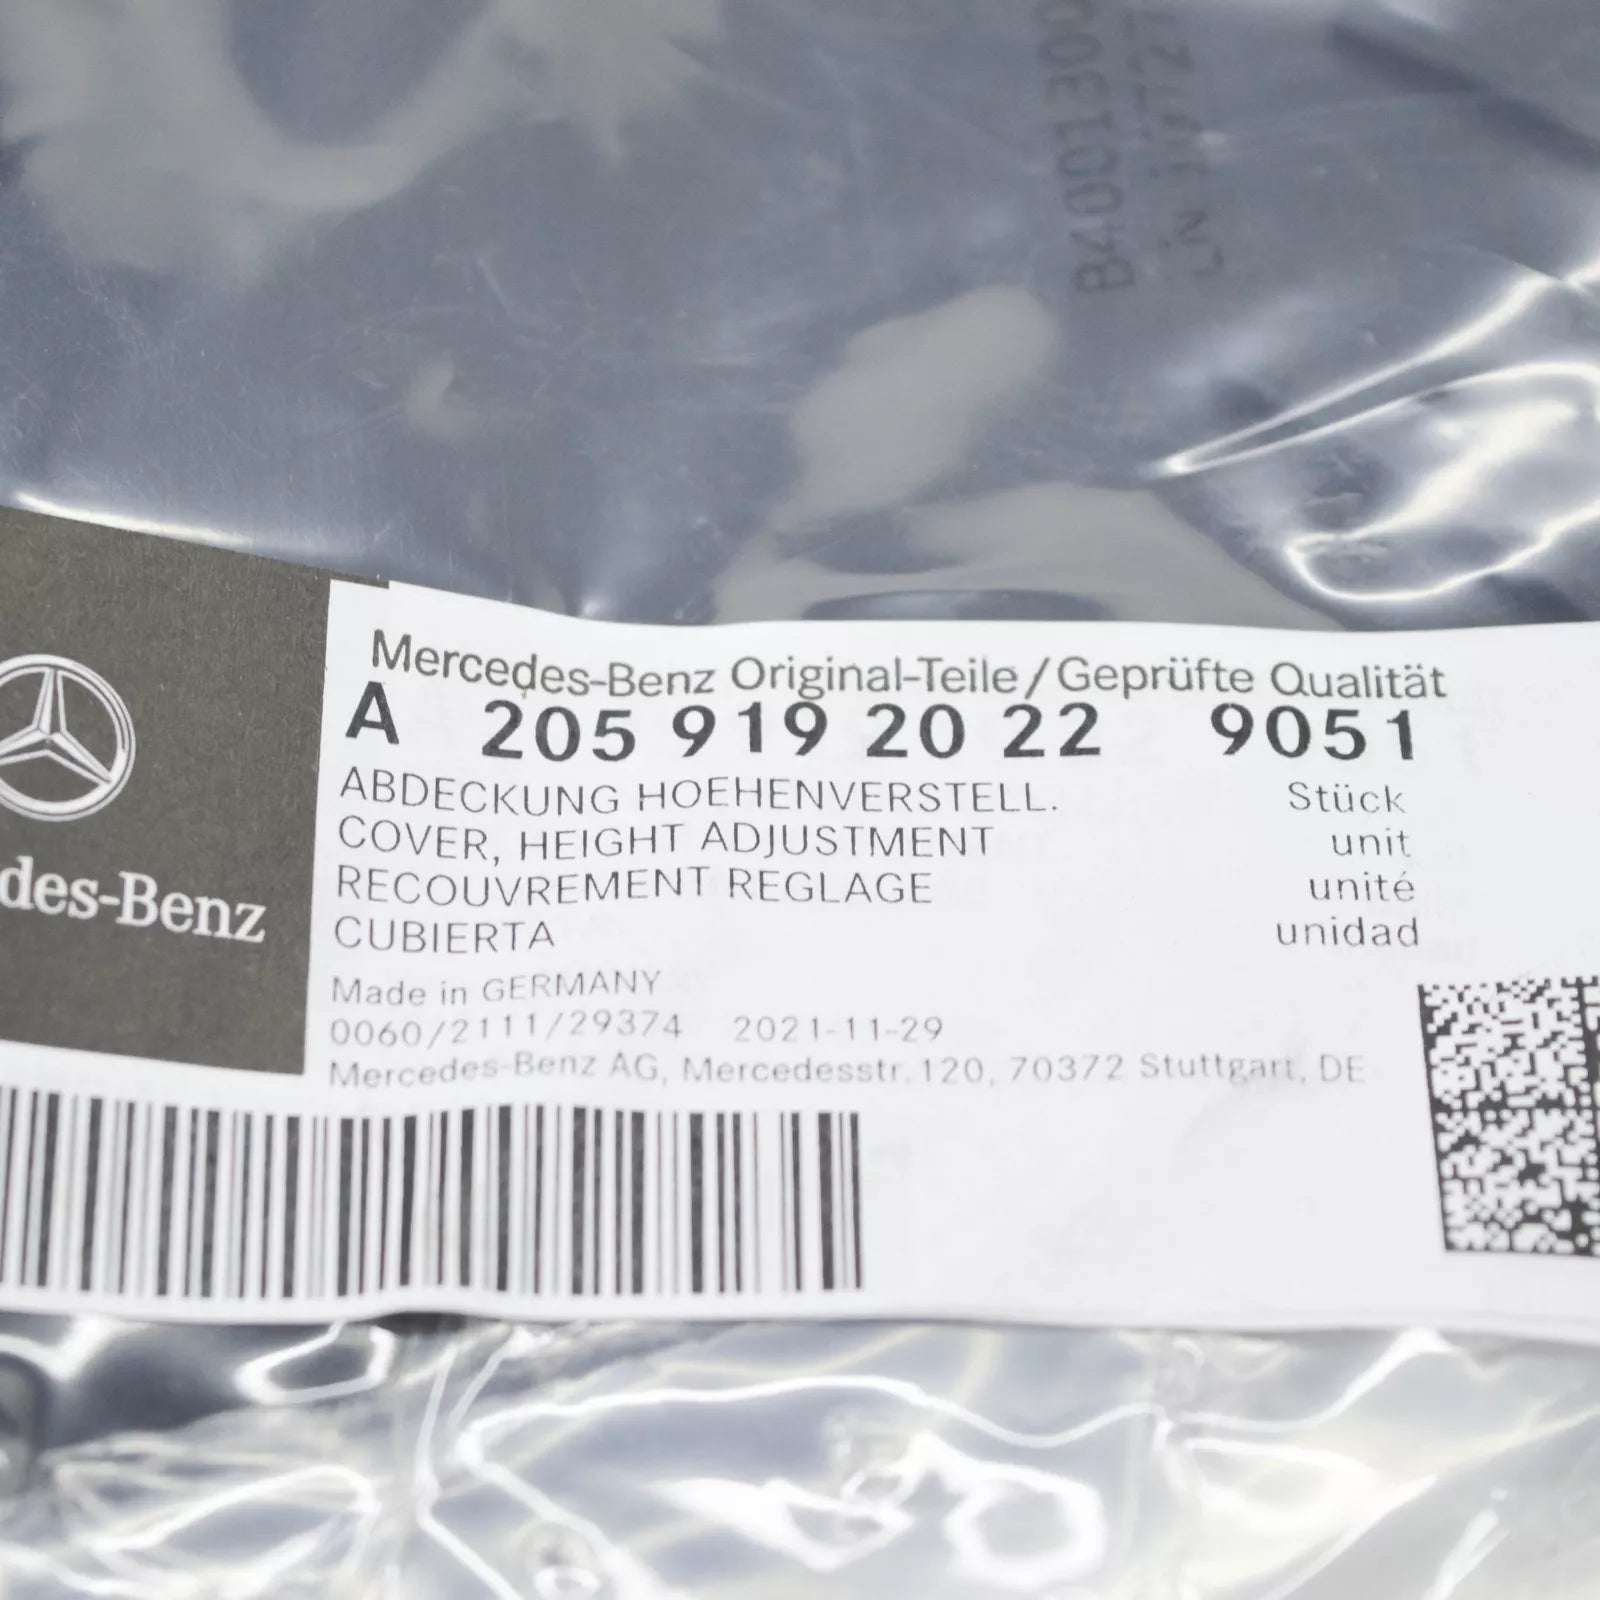 B4001300
Mercedes-Benz Original-Teile/Geprüfte Qualität
A 205 919 20 22 9051
ABDECKUNG HOEHENVERSTELL. Stück
COVER, HEIGHT ADJUSTMENT unit
RECOUVREMENT REGLAGE unité
CUBIERTA unidad
des-Benz
Made in GERMANY
0060/2111/29374 2021-11-29
Mercedes-Benz AG, Mercedesstr. 120, 70372 Stuttgart, DE